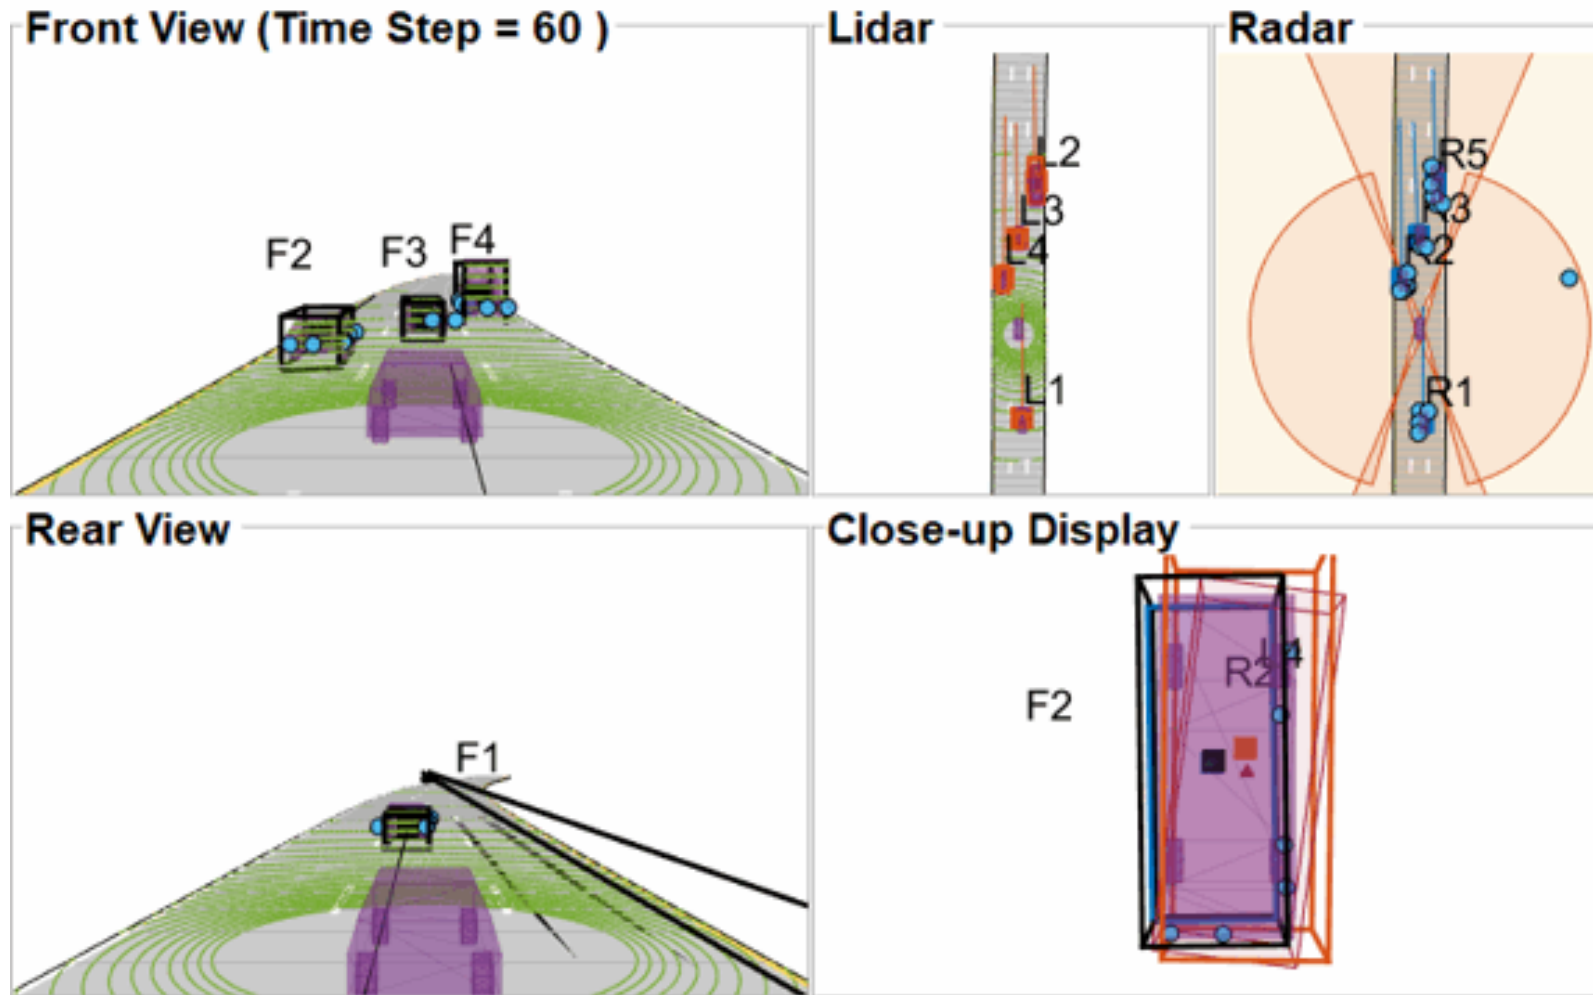 Front View (Time Step = 60 )
F2
F3
F4
Lidar
L2
L3
L4
L1
Radar
R5
R3
R2
R1
Rear View
F1
Close-up Display
L4
R2
F2